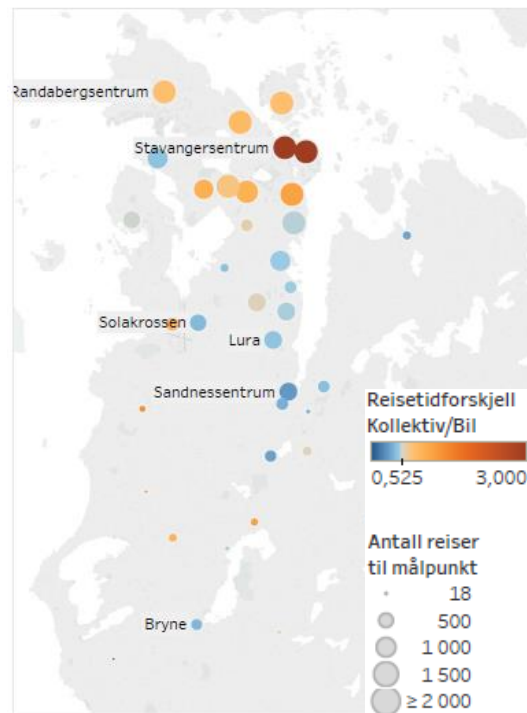 Randabergsentrum
Stavangersentrum
Solakrossen
Lura
Sandnessentrum
Reisetidforskjell
Kollektiv/Bil
0,525 3,000
Antall reiser
til målpunkt
18
500
1 000
1 500
≥ 2 000
Bryne